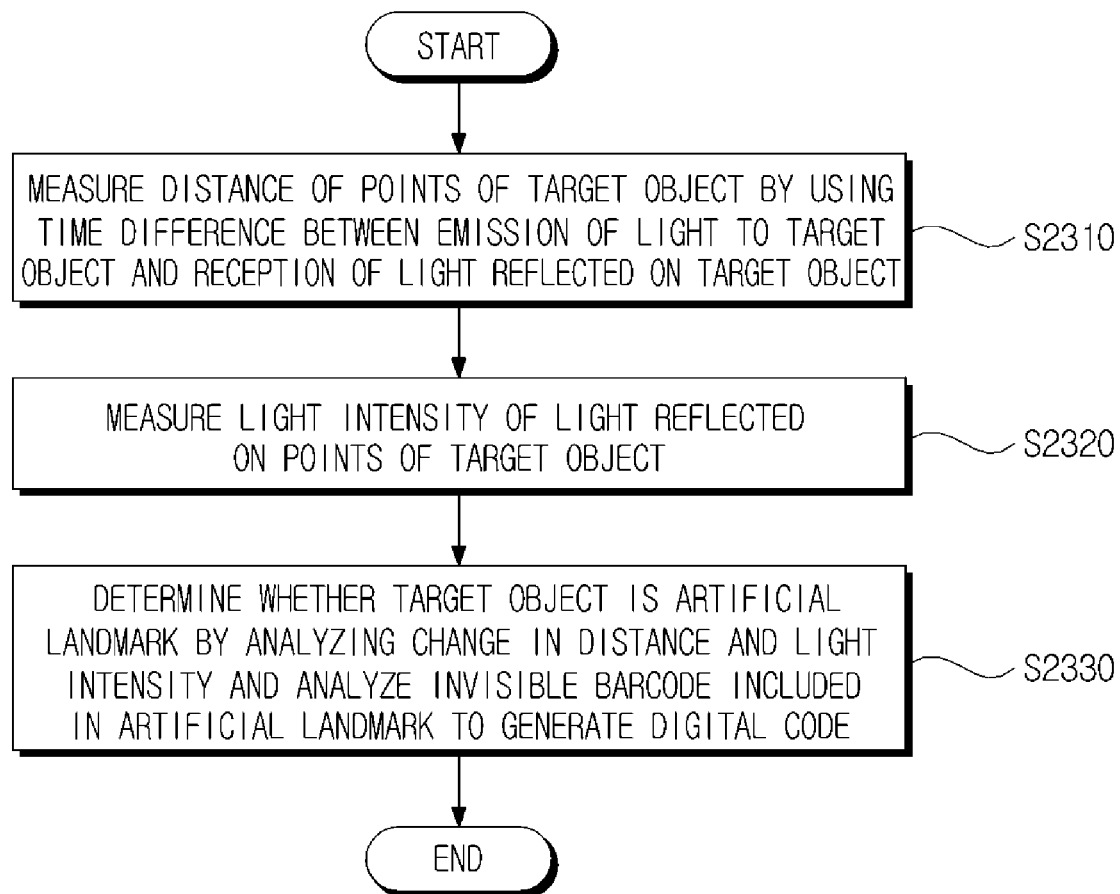 START
MEASURE DISTANCE OF POINTS OF TARGET OBJECT BY USING
TIME DIFFERENCE BETWEEN EMISSION OF LIGHT TO TARGET
OBJECT AND RECEPTION OF LIGHT REFLECTED ON TARGET OBJECT
S2310
MEASURE LIGHT INTENSITY OF LIGHT REFLECTED
ON POINTS OF TARGET OBJECT
S2320
DETERMINE WHETHER TARGET OBJECT IS ARTIFICIAL
LANDMARK BY ANALYZING CHANGE IN DISTANCE AND LIGHT
INTENSITY AND ANALYZE INVISIBLE BARCODE INCLUDED
IN ARTIFICIAL LANDMARK TO GENERATE DIGITAL CODE
S2330
END